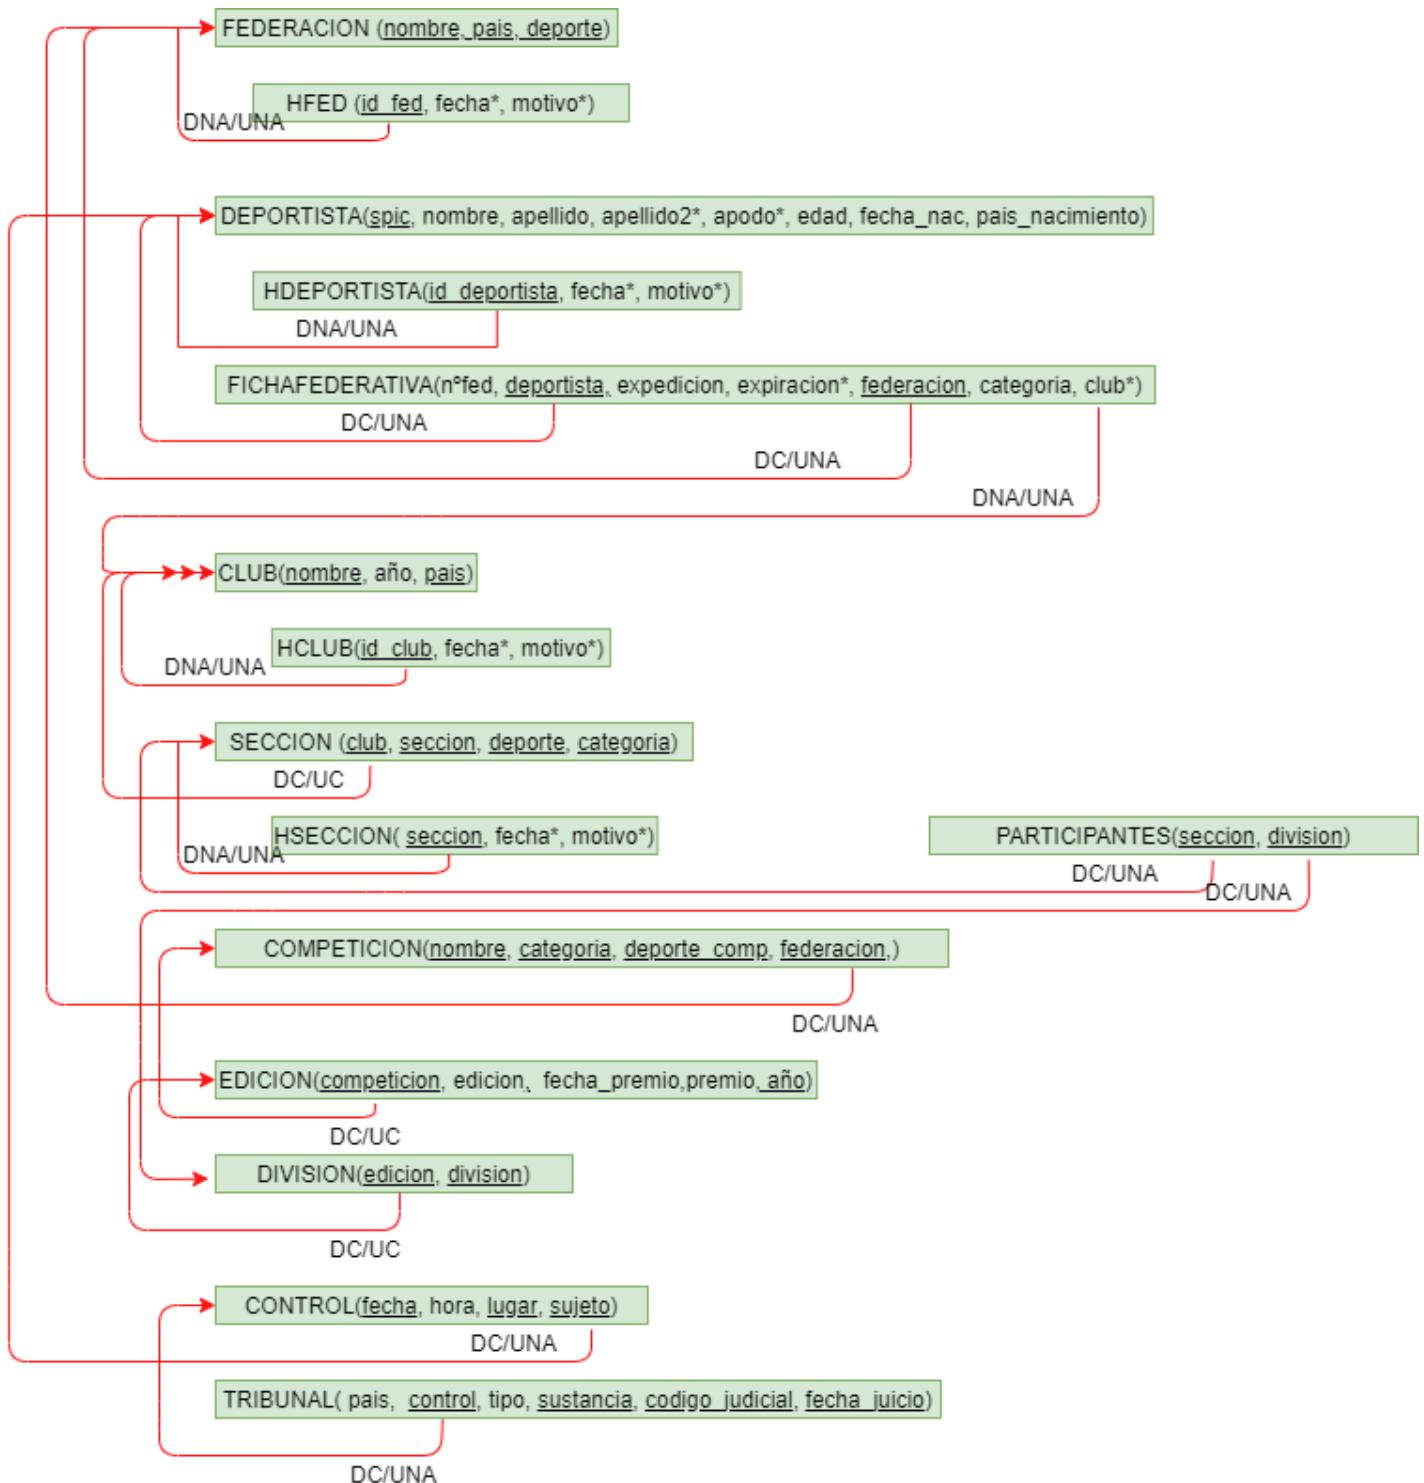 FEDERACION (nombre, pais, deporte)
HFED (id_fed, fecha*, motivo*)
DNA/UNA
DEPORTISTA(spic, nombre, apellido, apellido2*, apodo*, edad, fecha_nac, pais_nacimiento)
HDEPORTISTA(id_deportista, fecha*, motivo*)
DNA/UNA
FICHAFEDERATIVA(nºfed, deportista, expedicion, expiracion*, federacion, categoria, club*)
DC/UNA
DC/UNA
DNA/UNA
CLUB(nombre, año, pais)
HCLUB(id_club, fecha*, motivo*)
DNA/UNA
SECCION (club, seccion, deporte, categoria)
DC/UC
HSECCION( seccion, fecha*, motivo*)
PARTICIPANTES(seccion, division)
DNA/UNA
DC/UNA
DC/UNA
COMPETICION(nombre, categoria, deporte_comp, federacion,)
DC/UNA
EDICION(competicion, edicion, fecha_premio,premio, año)
DC/UC
DIVISION(edicion, division)
DC/UC
CONTROL(fecha, hora, lugar, sujeto)
DC/UNA
TRIBUNAL( pais, control, tipo, sustancia, codigo_judicial, fecha_juicio)
DC/UNA